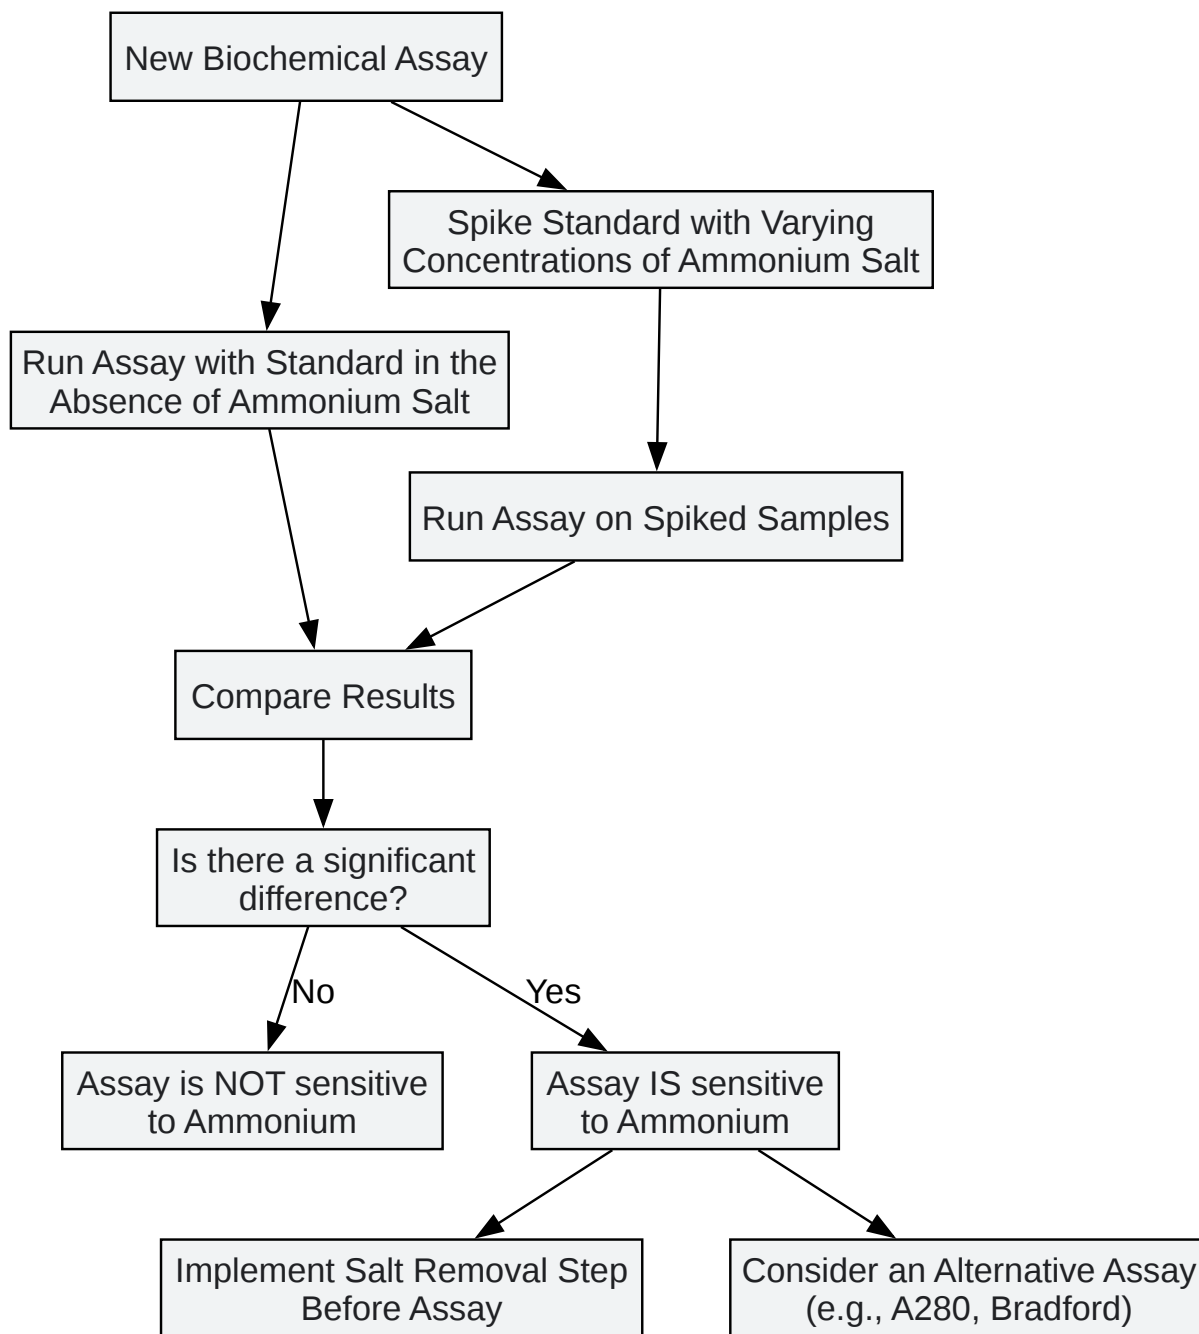 New Biochemical Assay
Spike Standard with Varying
Concentrations of Ammonium Salt
Run Assay with Standard in the
Absence of Ammonium Salt
Run Assay on Spiked Samples
Compare Results
Is there a significant
difference?
No
Yes
Assay is NOT sensitive
to Ammonium
Assay IS sensitive
to Ammonium
Implement Salt Removal Step
Before Assay
Consider an Alternative Assay
(e.g., A280, Bradford)